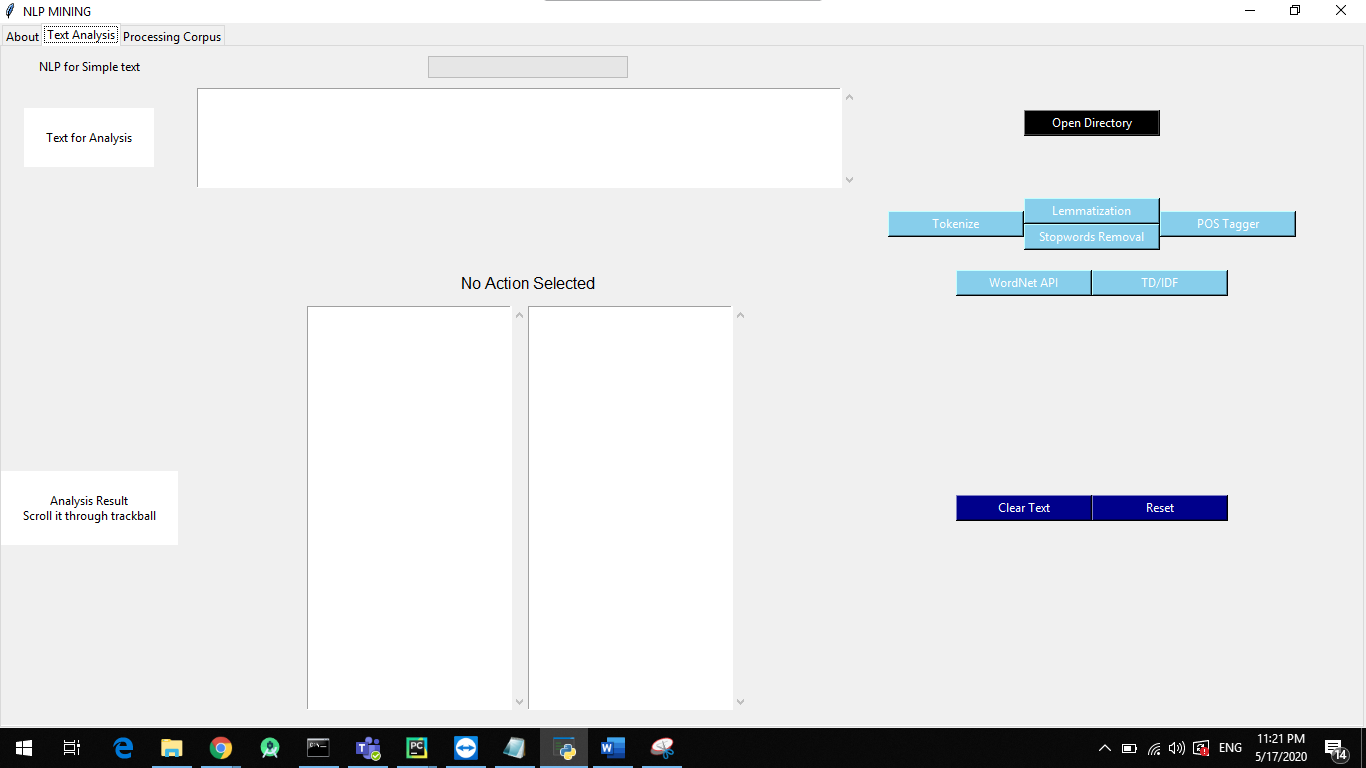 NLP MINING
About
Text Analysis
Processing Corpus
NLP for Simple text
Text for Analysis
Open Directory
Tokenize
Lemmatization
Stopwords Removal
POS Tagger
WordNet API
TD/IDF
No Action Selected
Analysis Result
Scroll it through trackball
Clear Text
Reset
ENG
11:21 PM
5/17/2020
14